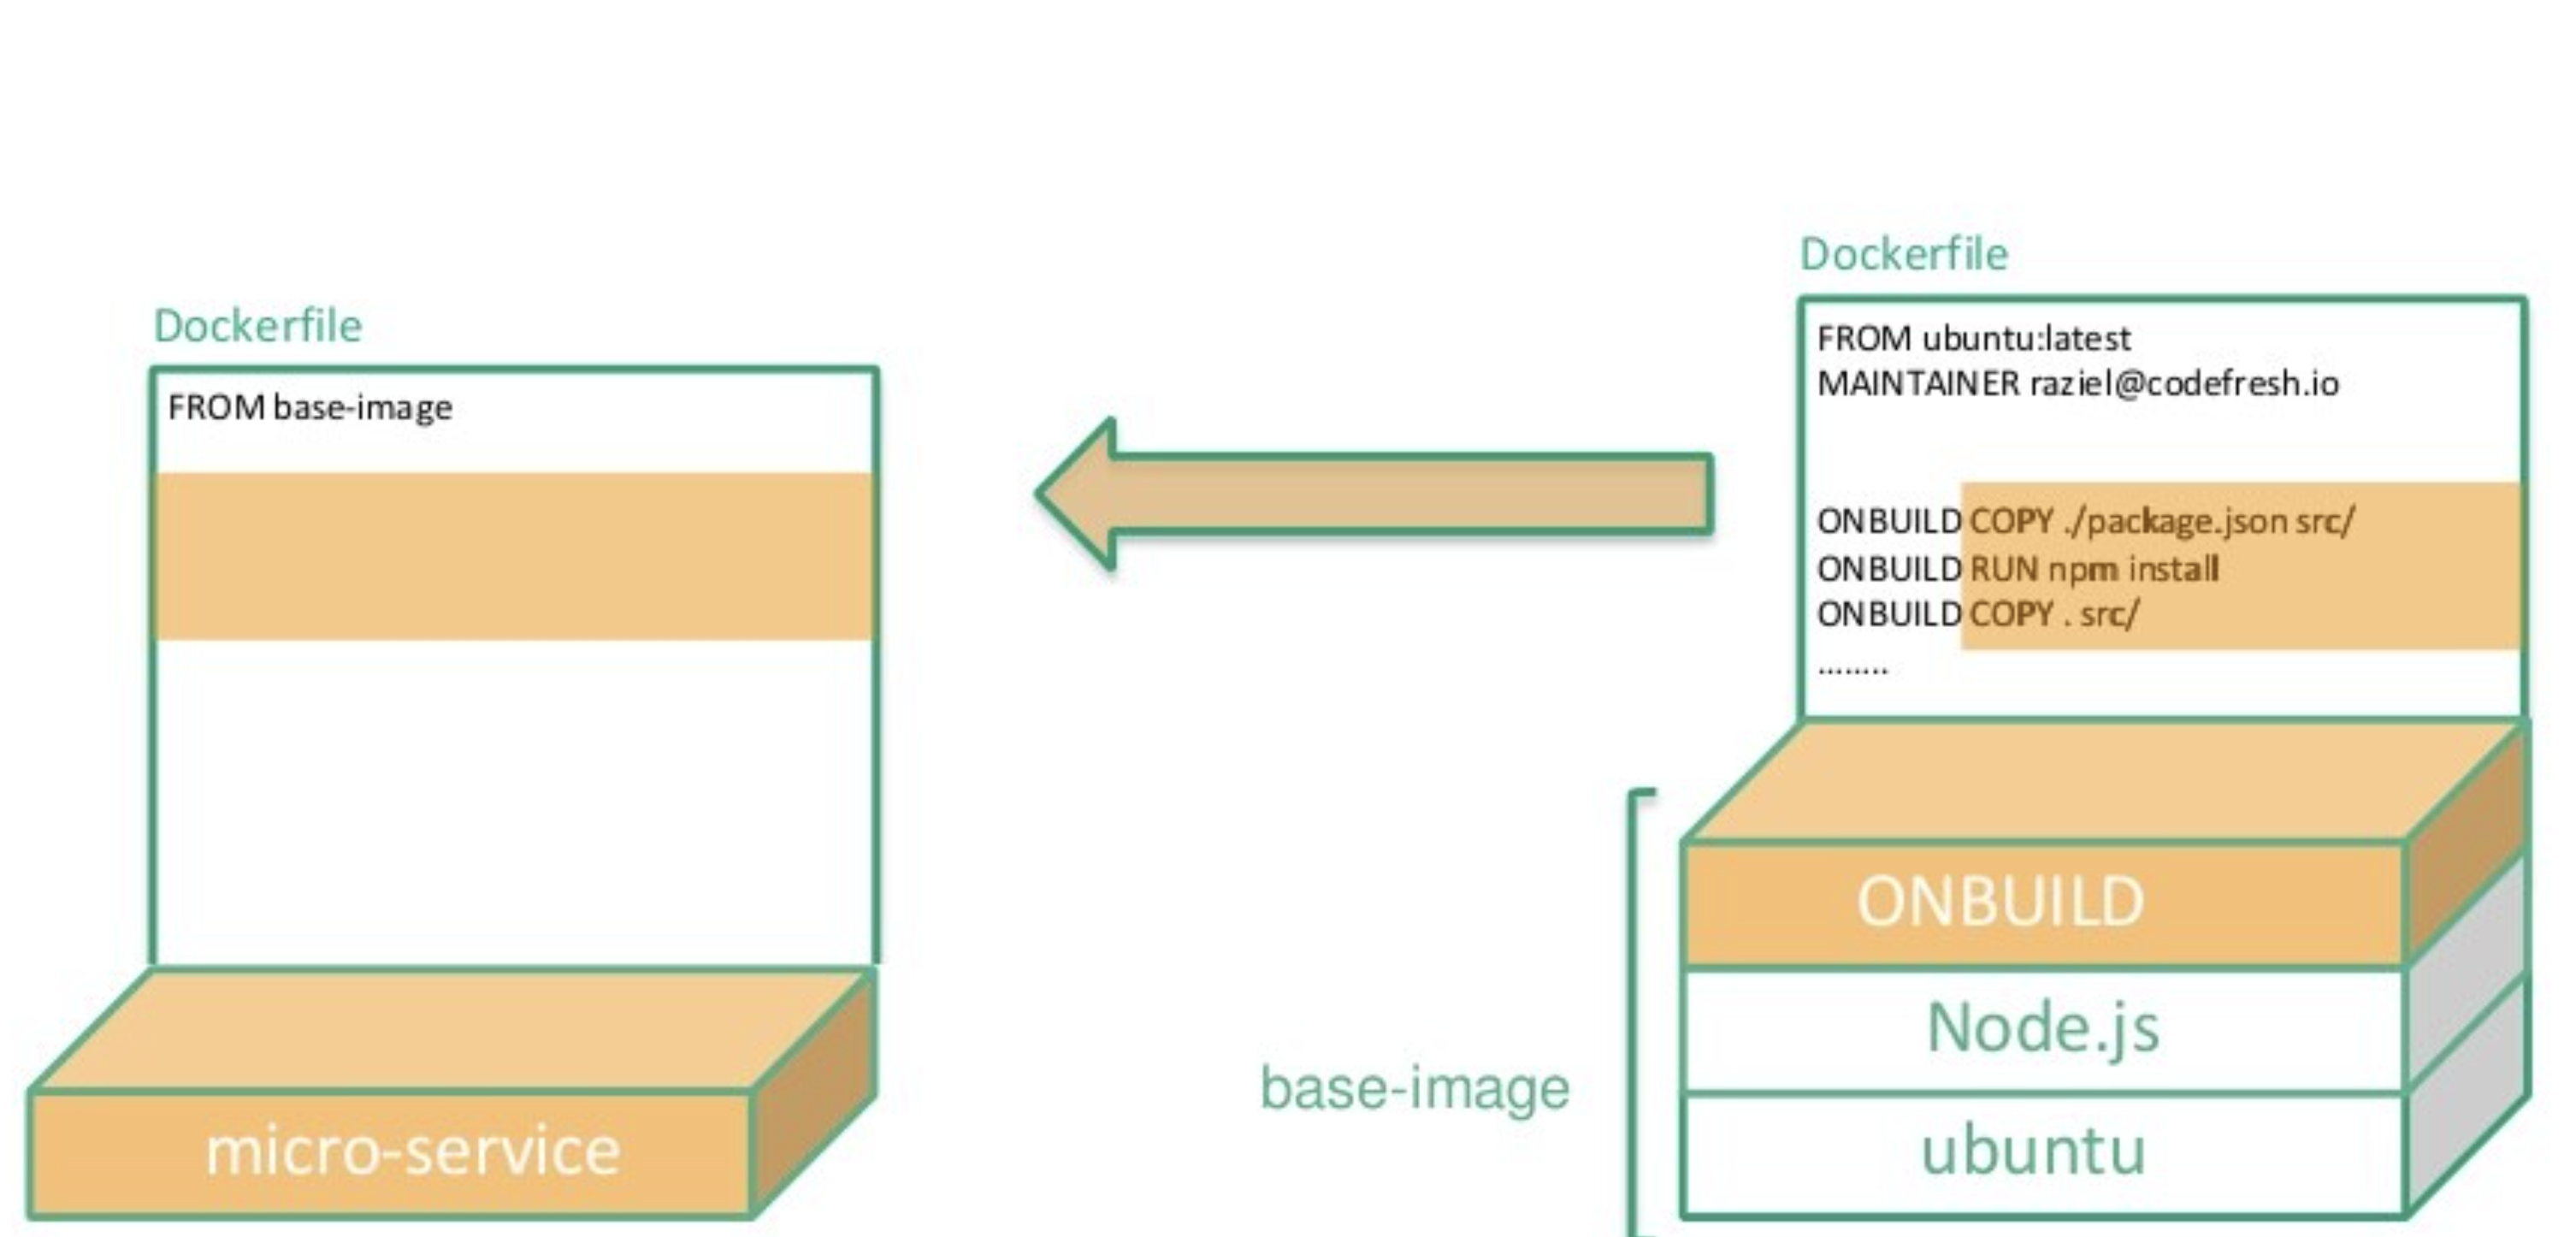 Dockerfile
FROM base-image
micro-service
Dockerfile
FROM ubuntu:latest
MAINTAINER raziel@codefresh.io
ONBUILD COPY ./package.json src/
ONBUILD RUN npm install
ONBUILD COPY . src/
........
base-image
ONBUILD
Node.js
ubuntu